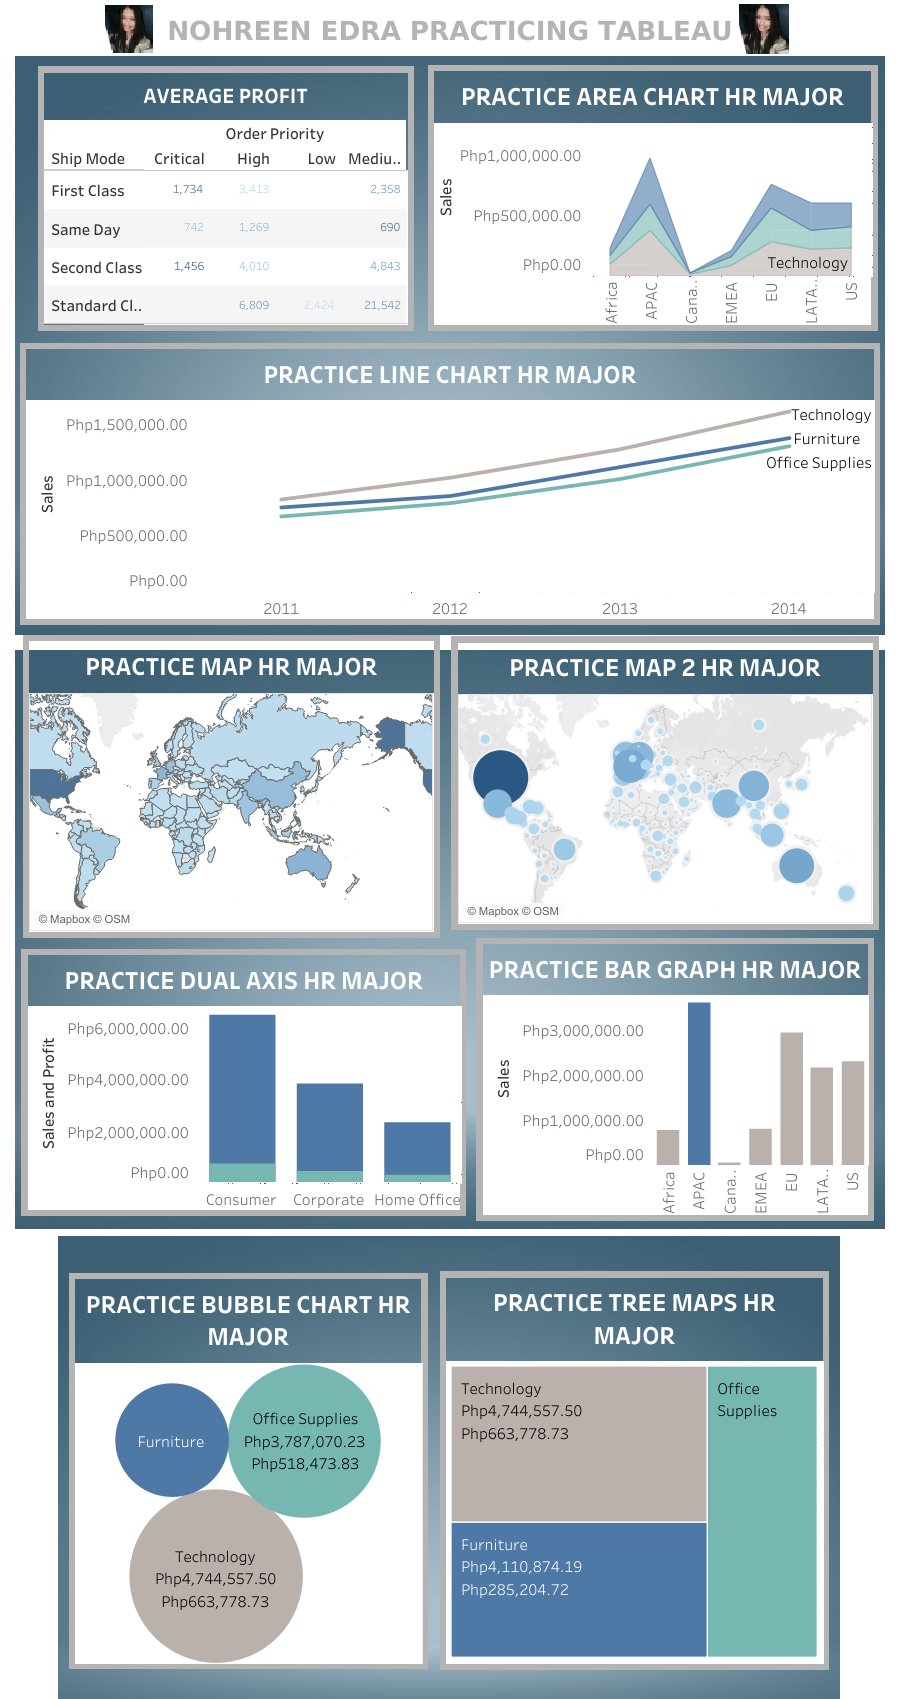 NOHREEN EDRA PRACTICING TABLEAU
AVERAGE PROFIT
Order Priority
Ship Mode Critical High Low Mediu..
First Class 1,734 3,413 2,358
Same Day 742 1,269 690
Second Class 1,456 4,010 4,843
Standard Cl.. 6,809 2,424 21,542
PRACTICE AREA CHART HR MAJOR
Sales
Php1,000,000.00
Php500,000.00
Php0.00
Technology
Africa
APAC
Cana..
EMEA
EU
LATA..
US
PRACTICE LINE CHART HR MAJOR
Sales
Php1,500,000.00
Php1,000,000.00
Php500,000.00
Php0.00
Technology
Furniture
Office Supplies
2011 2012 2013 2014
PRACTICE MAP HR MAJOR
© Mapbox © OSM
PRACTICE MAP 2 HR MAJOR
© Mapbox © OSM
PRACTICE DUAL AXIS HR MAJOR
Sales and Profit
Php6,000,000.00
Php4,000,000.00
Php2,000,000.00
Php0.00
Consumer Corporate Home Office
PRACTICE BAR GRAPH HR MAJOR
Sales
Php3,000,000.00
Php2,000,000.00
Php1,000,000.00
Php0.00
Africa
APAC
Cana..
EMEA
EU
LATA..
US
PRACTICE BUBBLE CHART HR
MAJOR
Furniture
Office Supplies
Php3,787,070.23
Php518,473.83
Technology
Php4,744,557.50
Php663,778.73
PRACTICE TREE MAPS HR
MAJOR
Technology
Php4,744,557.50
Php663,778.73
Office
Supplies
Furniture
Php4,110,874.19
Php285,204.72